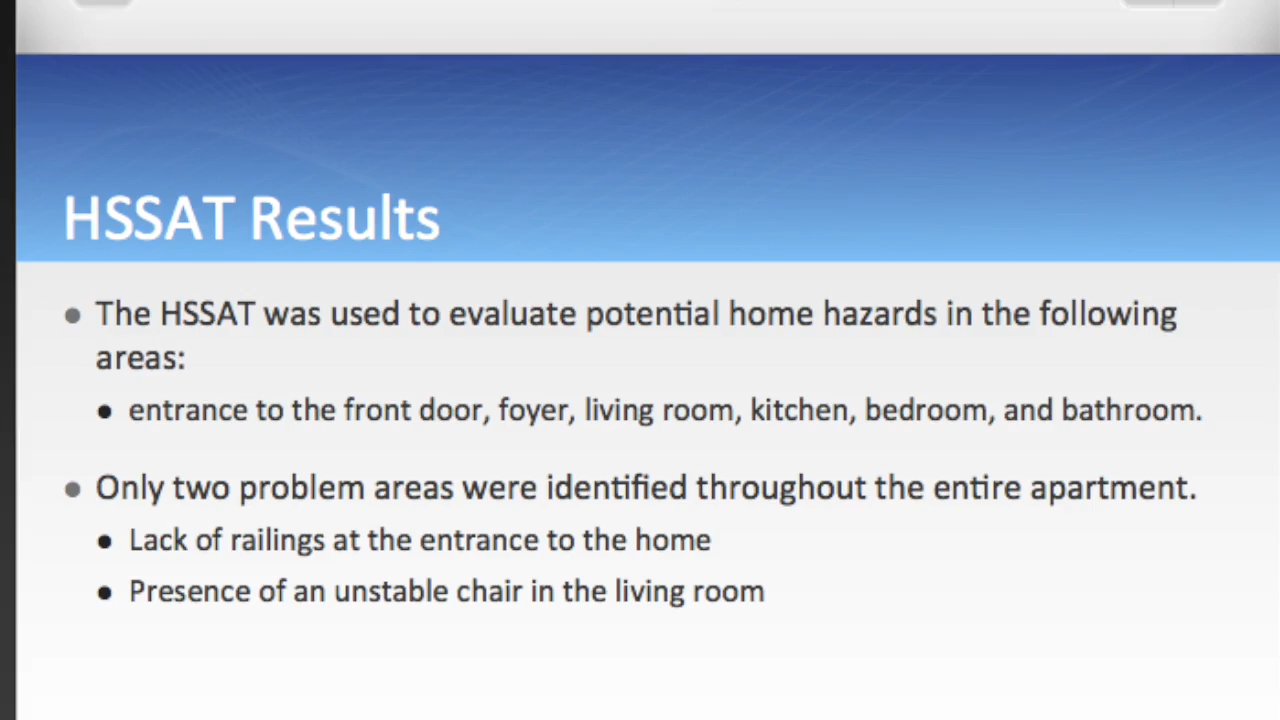 HSSAT Results
• The HSSAT was used to evaluate potential home hazards in the following
areas:
• entrance to the front door, foyer, living room, kitchen, bedroom, and bathroom.
• Only two problem areas were identified throughout the entire apartment.
• Lack of railings at the entrance to the home
• Presence of an unstable chair in the living room